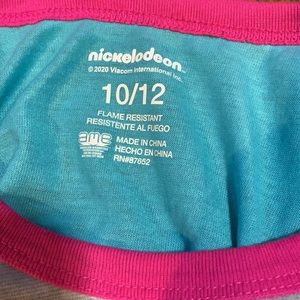 nickelodeon
© 2020 Viacom International Inc.
10/12
FLAME RESISTANT
RESISTENTE AL FUEGO
MADE IN CHINA
HECHO EN CHINA
RN#87652